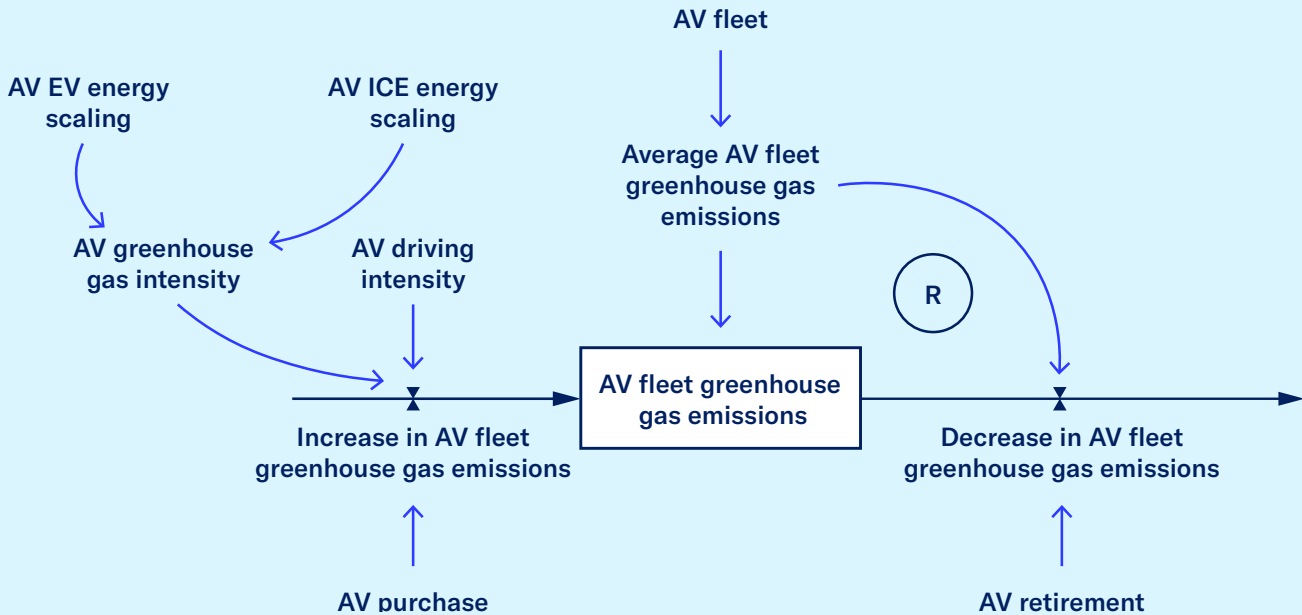 AV fleet
AV EV energy
scaling
AV ICE energy
scaling
Average AV fleet
greenhouse gas
emissions
AV greenhouse
gas intensity
AV driving
intensity
R
AV fleet greenhouse
gas emissions
Increase in AV fleet
greenhouse gas emissions
Decrease in AV fleet
greenhouse gas emissions
AV purchase
AV retirement